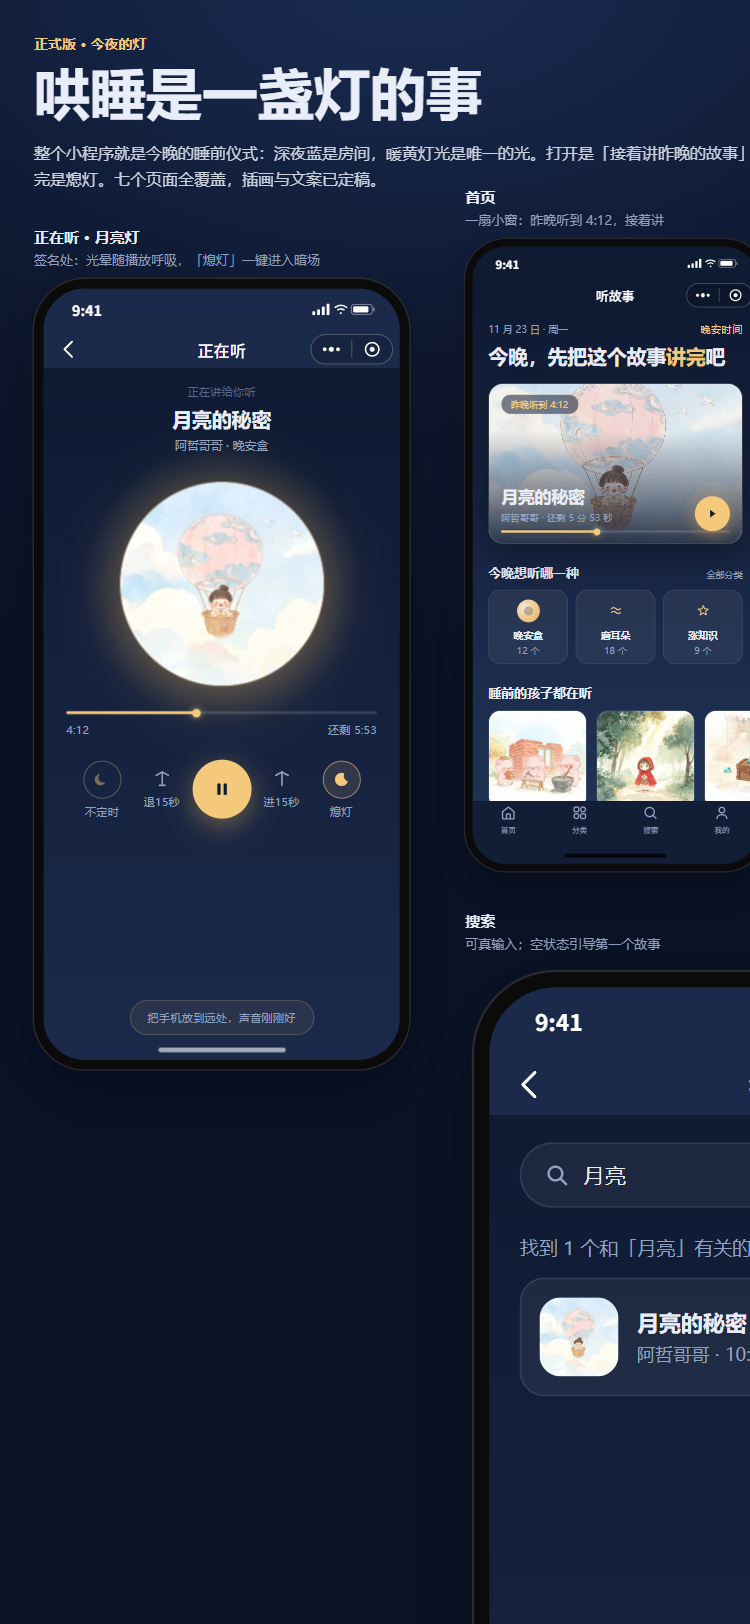 正式版 • 今夜的灯
哄睡是一盏灯的事
整个小程序就是今晚的睡前仪式：深夜蓝是房间，暖黄灯光是唯一的光。打开是「接着讲昨晚的故事」
完是熄灯。七个页面全覆盖，插画与文案已定稿。
正在听 • 月亮灯
签名处：光晕随播放呼吸，「熄灯」一键进入暗场
9:41
正在听
正在讲给你听
月亮的秘密
阿哲哥哥 · 晚安盒
4:12
还剩 5:53
不定时
退15秒
进15秒
熄灯
把手机放到远处，声音刚刚好
首页
一扇小窗：昨晚听到 4:12，接着讲
9:41
听故事
11 月 23 日 · 周一
晚安时间
今晚，先把这个故事讲完吧
昨晚听到 4:12
月亮的秘密
阿哲哥哥 · 还剩 5 分 53 秒
今晚想听哪一种
全部分类
晚安盒
12 个
磨耳朵
18 个
涨知识
9 个
睡前的孩子都在听
首页
分类
搜索
我的
搜索
可真输入；空状态引导第一个故事
9:41
月亮
找到 1 个和「月亮」有关的
月亮的秘密
阿哲哥哥 · 10: